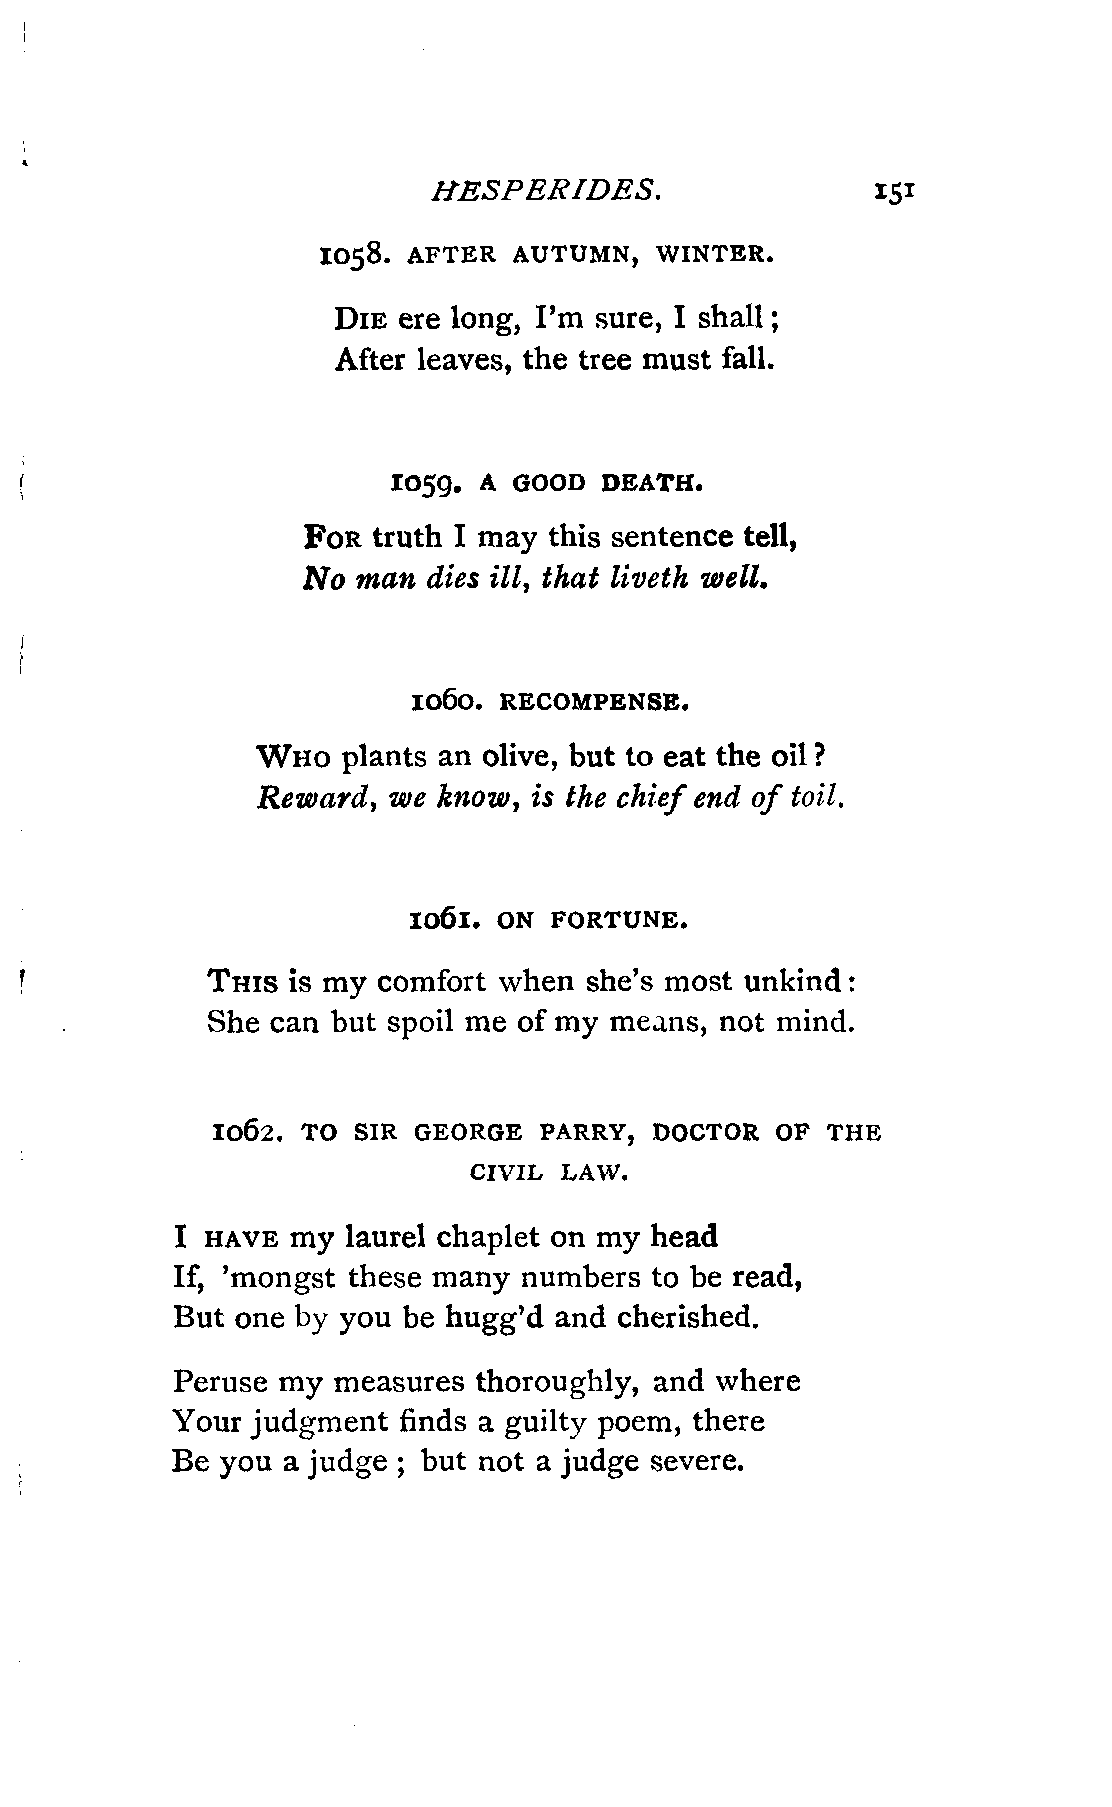 HESPERIDES. 151
1058. AFTER AUTUMN, WINTER.
DIE ere long, I'm sure, I shall ;
After leaves, the tree must fall.
1059. A GOOD DEATH.
FOR truth I may this sentence tell,
No man dies ill, that liveth well.
1060. RECOMPENSE.
WHO plants an olive, but to eat the oil ?
Reward, we know, is the chief end of toil.
1061. ON FORTUNE.
THIS is my comfort when she's most unkind :
She can but spoil me of my means, not mind.
1062. TO SIR GEORGE PARRY, DOCTOR OF THE
CIVIL LAW.
I HAVE my laurel chaplet on my head
If, 'mongst these many numbers to be read,
But one by you be hugg'd and cherished.
Peruse my measures thoroughly, and where
Your judgment finds a guilty poem, there
Be you a judge ; but not a judge severe.